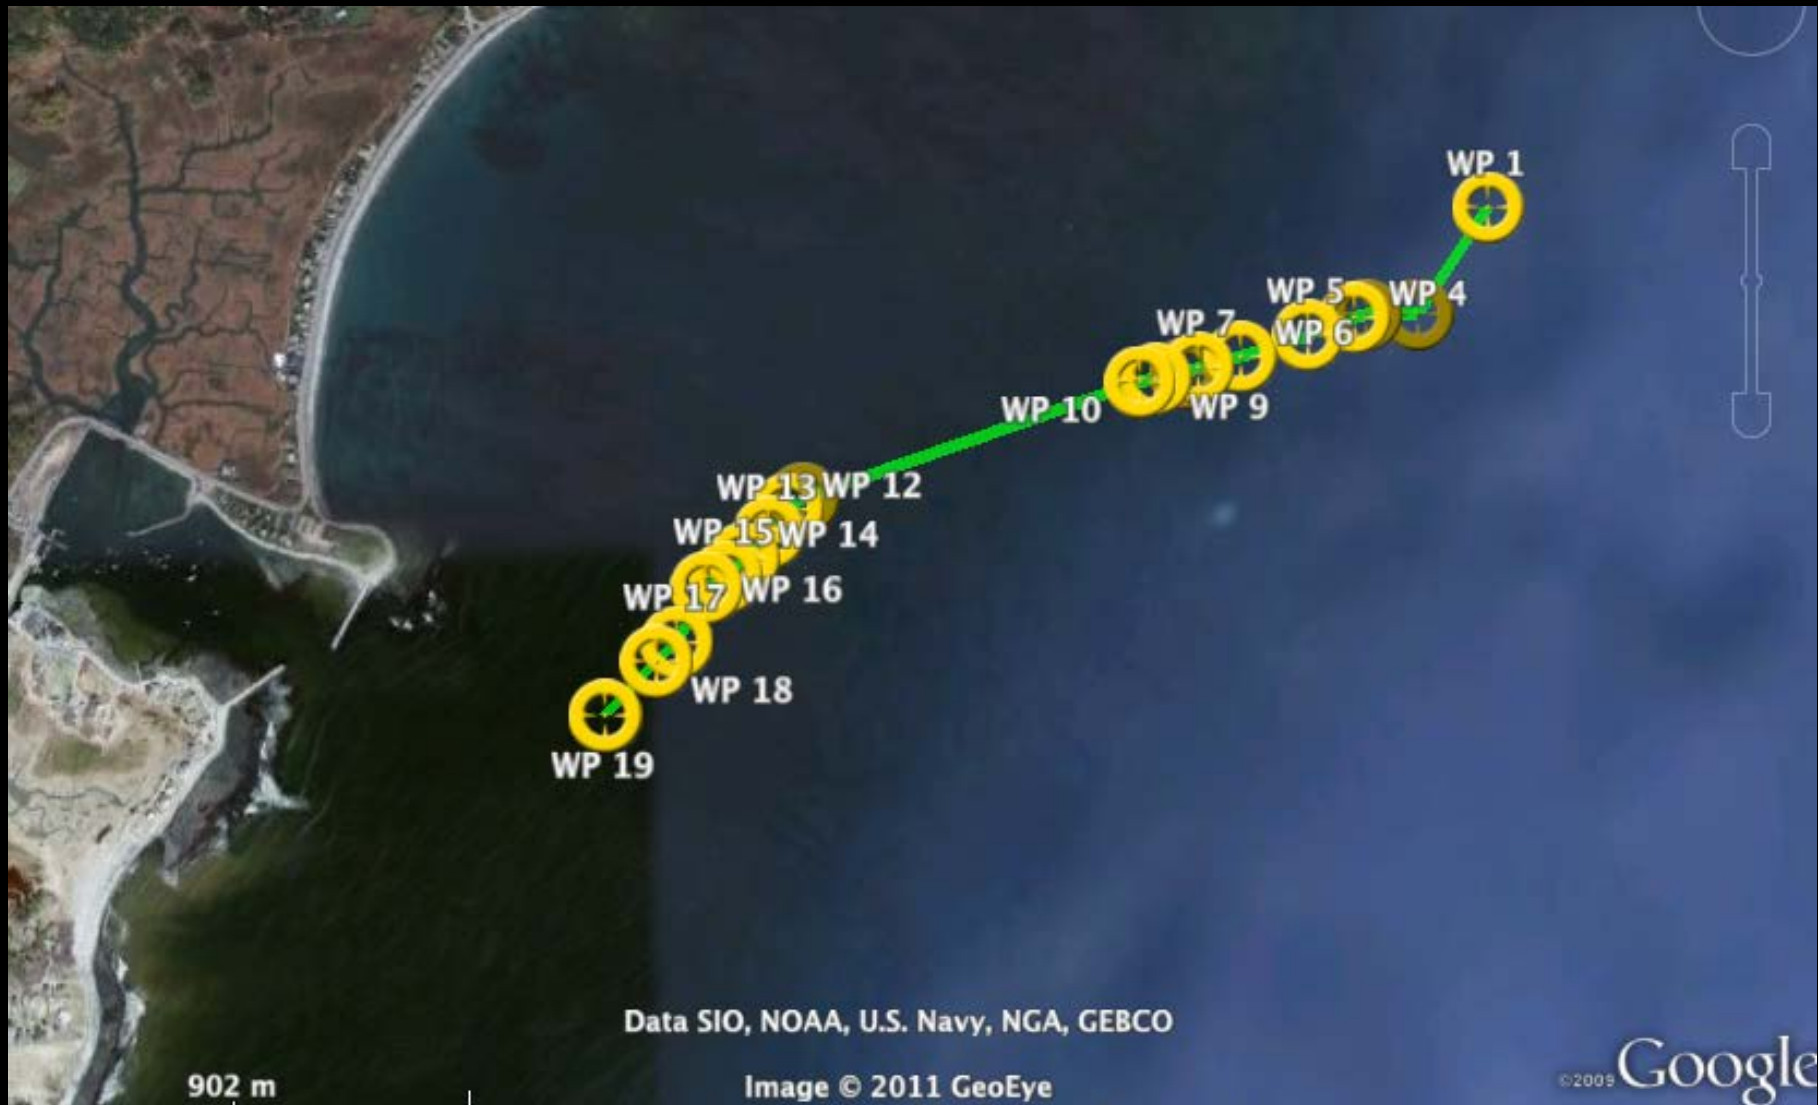 WP 1
WP 5
WP 4
WP 7
WP 6
WP 10
WP 9
WP 13
WP 12
WP 15
WP 14
WP 17
WP 16
WP 18
WP 19
Data SIO, NOAA, U.S. Navy, NGA, GEBCO
902 m
Image © 2011 GeoEye
©2009 Google